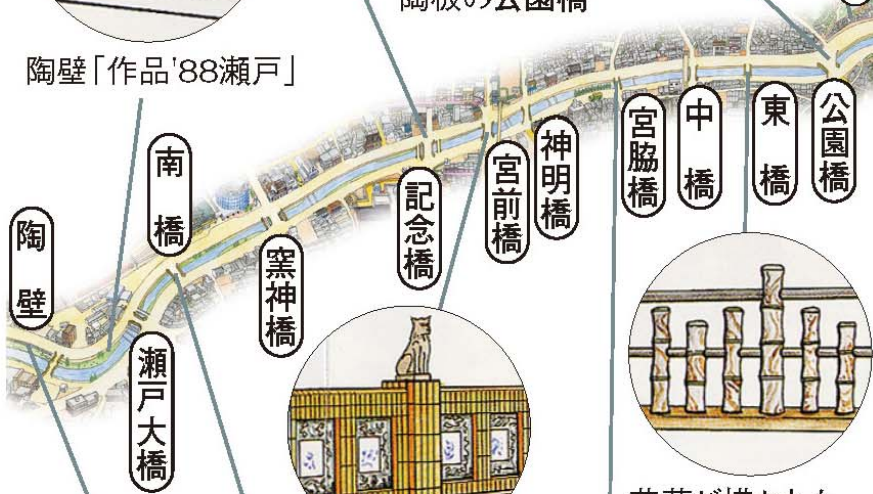 陶板の公園橋
陶壁「作品'88瀬戸」
公園橋
東橋
中橋
宮脇橋
神明橋
宮前橋
記念橋
窯神橋
南橋
瀬戸大橋
陶壁